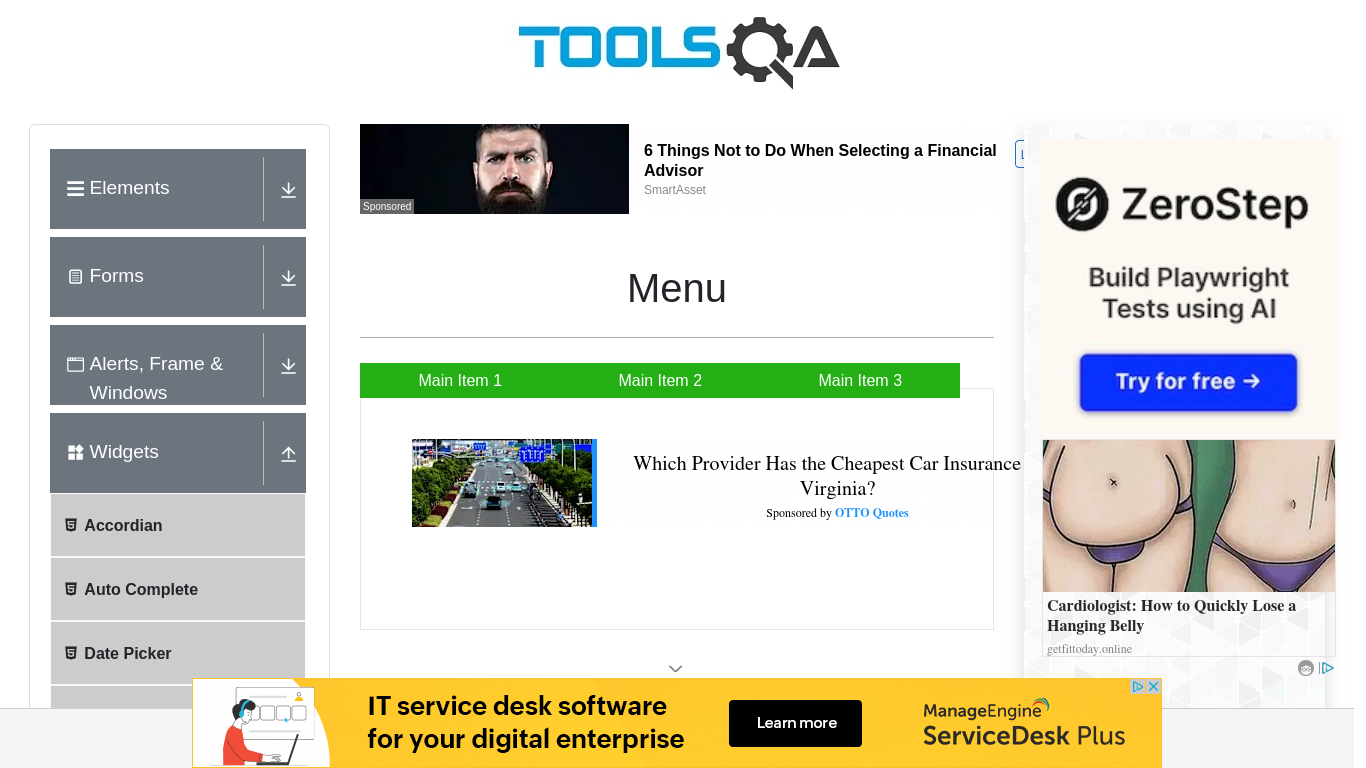 TOOLSQA
Elements
Forms
Alerts, Frame &
Windows
Widgets
Accordian
Auto Complete
Date Picker
Sponsored
6 Things Not to Do When Selecting a Financial
Advisor
SmartAsset
Menu
Main Item 1
Main Item 2
Main Item 3
Which Provider Has the Cheapest Car Insurance
Virginia?
Sponsored by OTTO Quotes
ZeroStep
Build Playwright
Tests using AI
Try for free →
Cardiologist: How to Quickly Lose a
Hanging Belly
getfittoday.online
IT service desk software
for your digital enterprise
Learn more
ManageEngine
ServiceDesk Plus